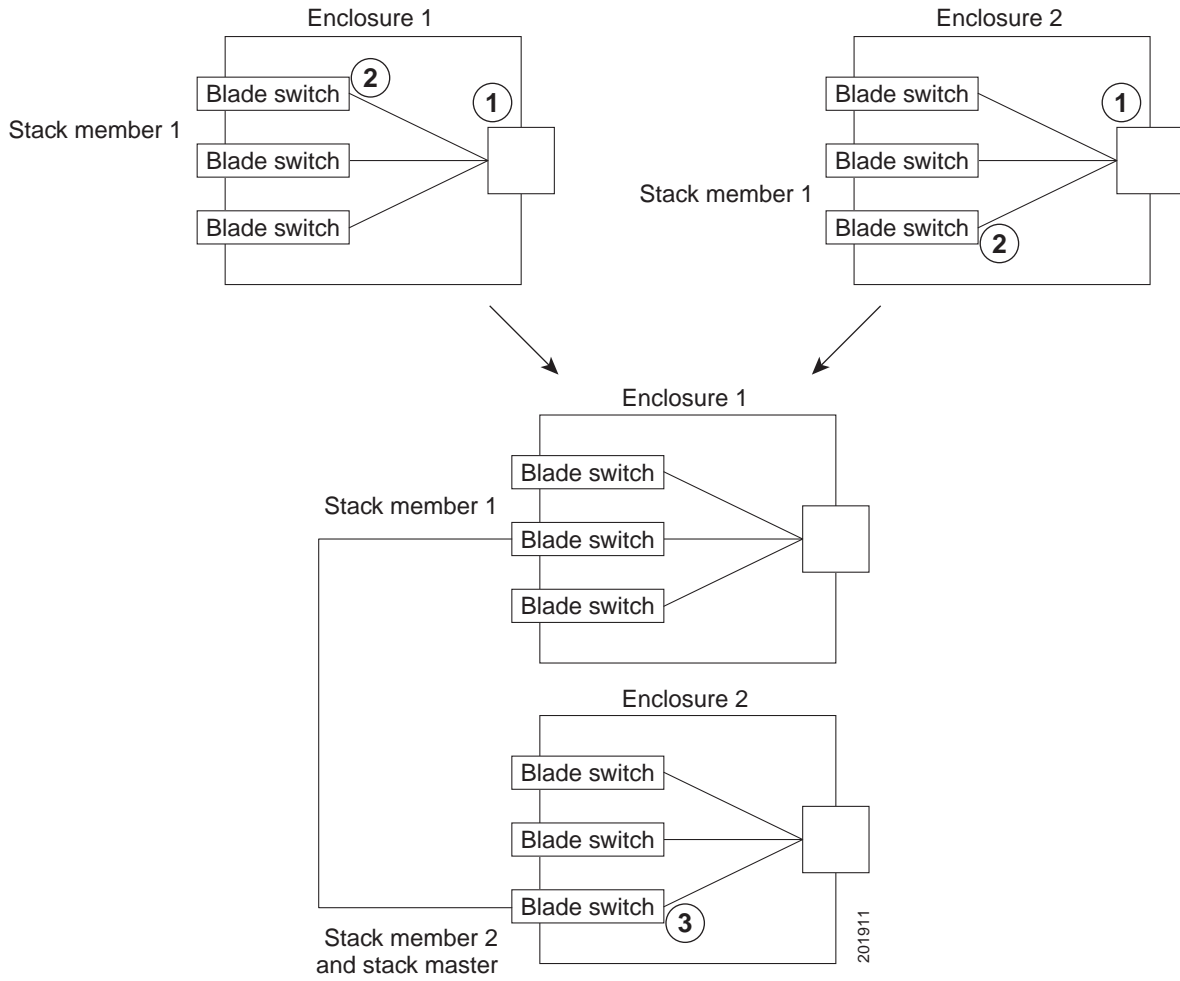 Enclosure 1
Enclosure 2
Blade switch
2
1
Stack member 1
Blade switch
Blade switch
Blade switch
1
Blade switch
Stack member 1
Blade switch
2
Enclosure 1
Blade switch
Stack member 1
Blade switch
Blade switch
Enclosure 2
Blade switch
Blade switch
Blade switch
3
Stack member 2
and stack master
201911